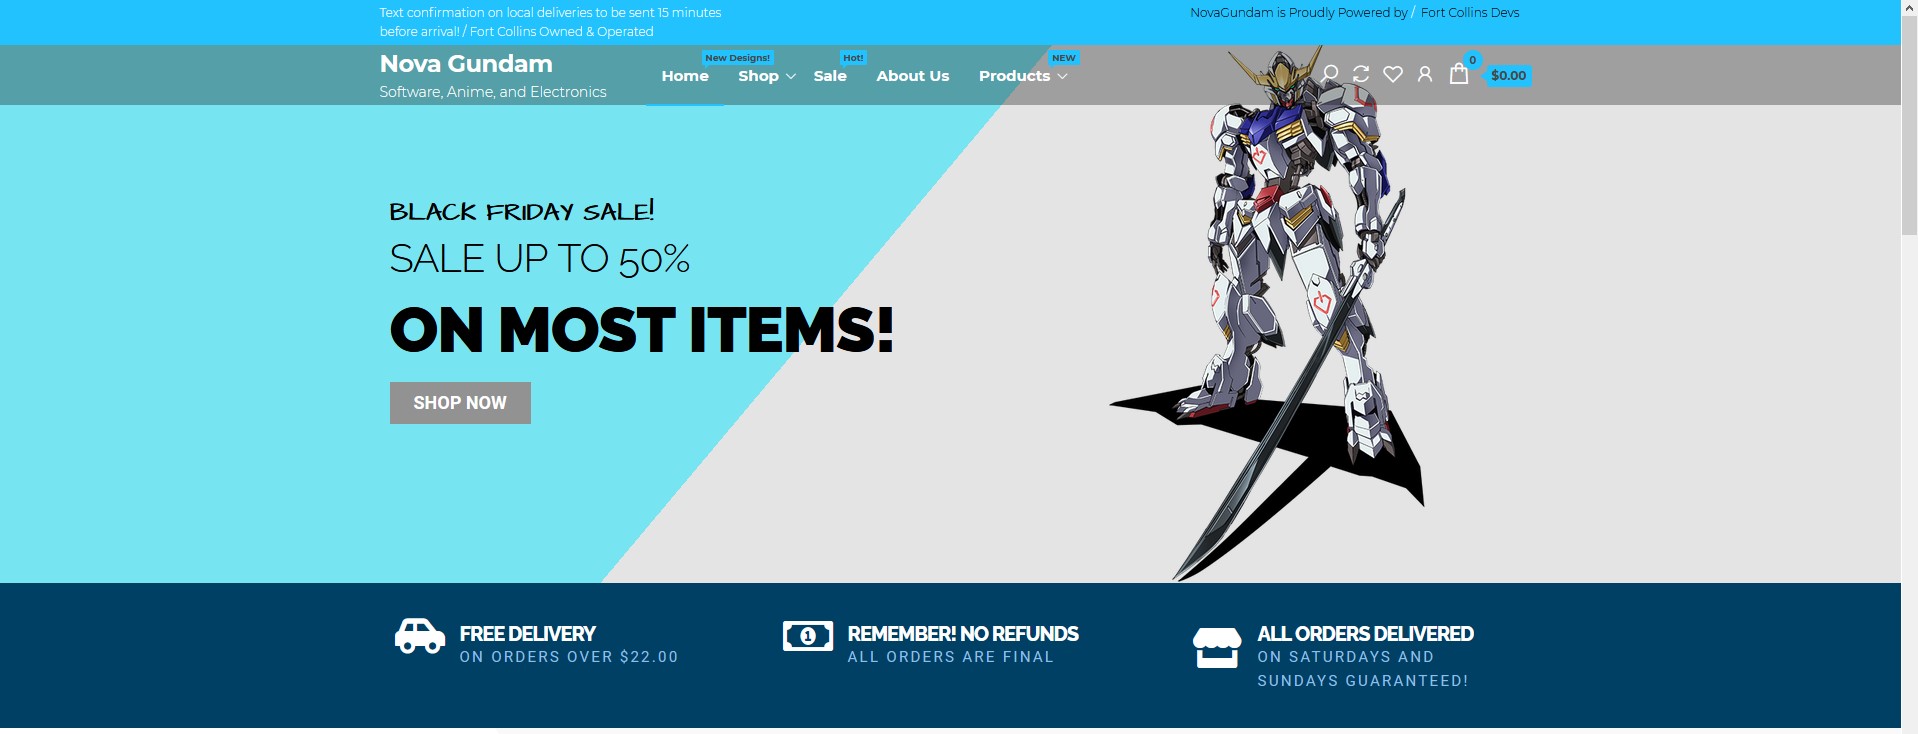 Text confirmation on local deliveries to be sent 15 minutes
before arrival! / Fort Collins Owned & Operated
NovaGundam is Proudly Powered by / Fort Collins Devs
Nova Gundam
Software, Anime, and Electronics
New Designs!
Hot!
NEW
Home
Shop
Sale
About Us
Products
0
$0.00
BLACK FRIDAY SALE!
SALE UP TO 50%
ON MOST ITEMS!
SHOP NOW
FREE DELIVERY
ON ORDERS OVER $22.00
1
REMEMBER! NO REFUNDS
ALL ORDERS ARE FINAL
ALL ORDERS DELIVERED
ON SATURDAYS AND
SUNDAYS GUARANTEED!